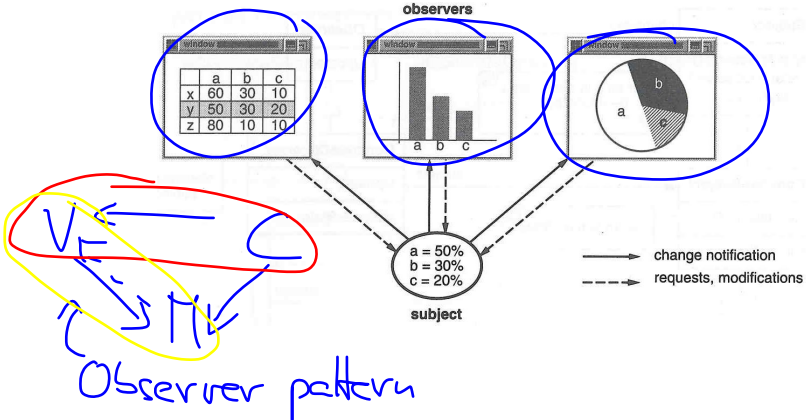 observers
window
window
window
a b c
x 60 30 10
y 50 30 20
z 80 10 10
a b c
a
b
c
V C
M
a = 50%
b = 30%
c = 20%
subject
change notification
requests, modifications
Observer pattern